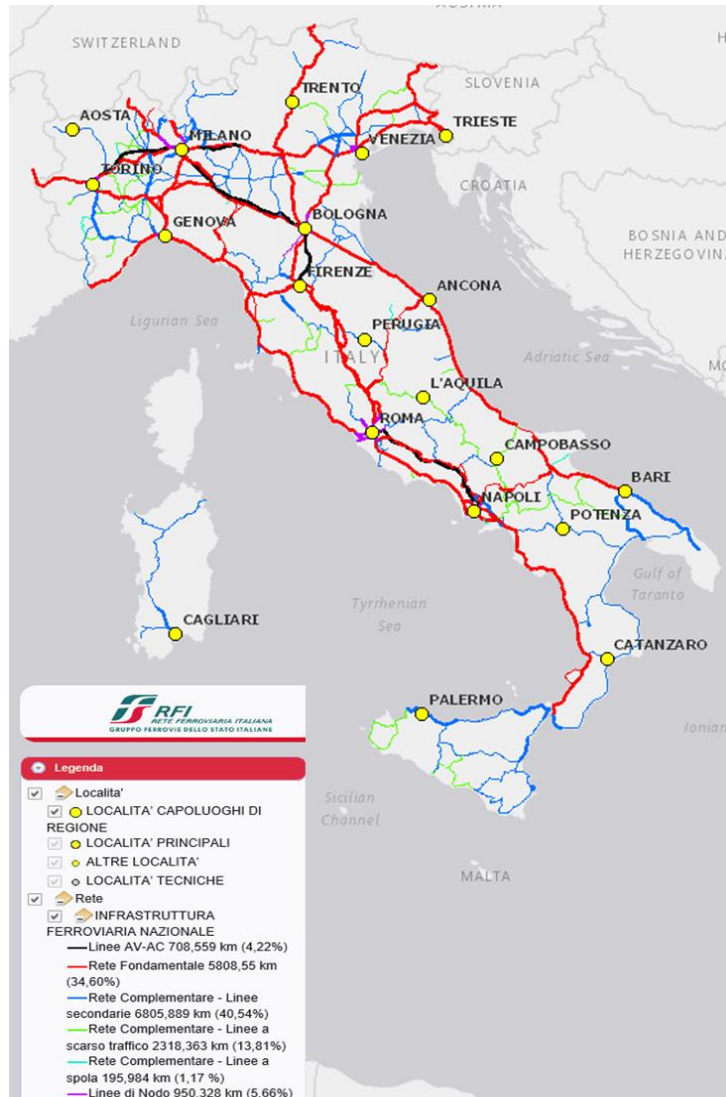 AUSTRIA
SWITZERLAND
SLOVENIA
TRENTO
AOSTA
MILANO
TRIESTE
VENEZIA
TORINO
CROATIA
BOLOGNA
GENOVA
BOSNIA AND
HERZEGOVINA
FIRENZE
ANCONA
Ligurian Sea
PERUGIA
ITALY
Adriatic Sea
MO
L'AQUILA
ROMA
CAMPOBASSO
BARI
NAPOLI
POTENZA
Gulf of
Taranto
Tyrrhenian
Sea
CAGLIARI
CATANZARO
PALERMO
Ionian
RFI
RETE FERROVIARIA ITALIANA
GRUPPO FERROVIE DELLO STATO ITALIANE
Legenda
Sicilian
Channel
Localita'
LOCALITA' CAPOLUOGHI DI
REGIONE
LOCALITA' PRINCIPALI
ALTRE LOCALITA'
LOCALITA' TECNICHE
MALTA
Rete
INFRASTRUTTURA
FERROVIARIA NAZIONALE
Linee AV-AC 708,559 km (4,22%)
Rete Fondamentale 5808,55 km
(34,60%)
Rete Complementare - Linee
secondarie 6805,889 km (40,54%)
Rete Complementare - Linee a
scarso traffico 2318,363 km (13,81%)
Rete Complementare - Linee a
spola 195,984 km (1,17 %)
Linee di Nodo 950,328 km (5,66%)